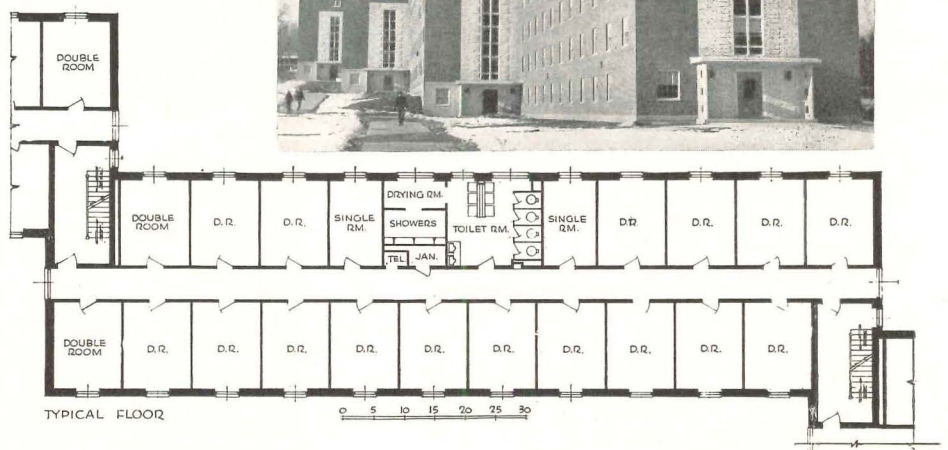 DOUBLE
ROOM
DOUBLE
ROOM
D.R.
D.R.
SINGLE
RM.
DRYING RM.
SHOWERS
TEL
JAN.
TOILET RM.
SINGLE
RM.
D.R.
D.R.
D.R.
D.R.
DOUBLE
ROOM
D.R.
D.R.
D.R.
D.R.
D.R.
D.R.
D.R.
D.R.
D.R.
D.R.
TYPICAL FLOOR
0 5 10 15 20 25 30